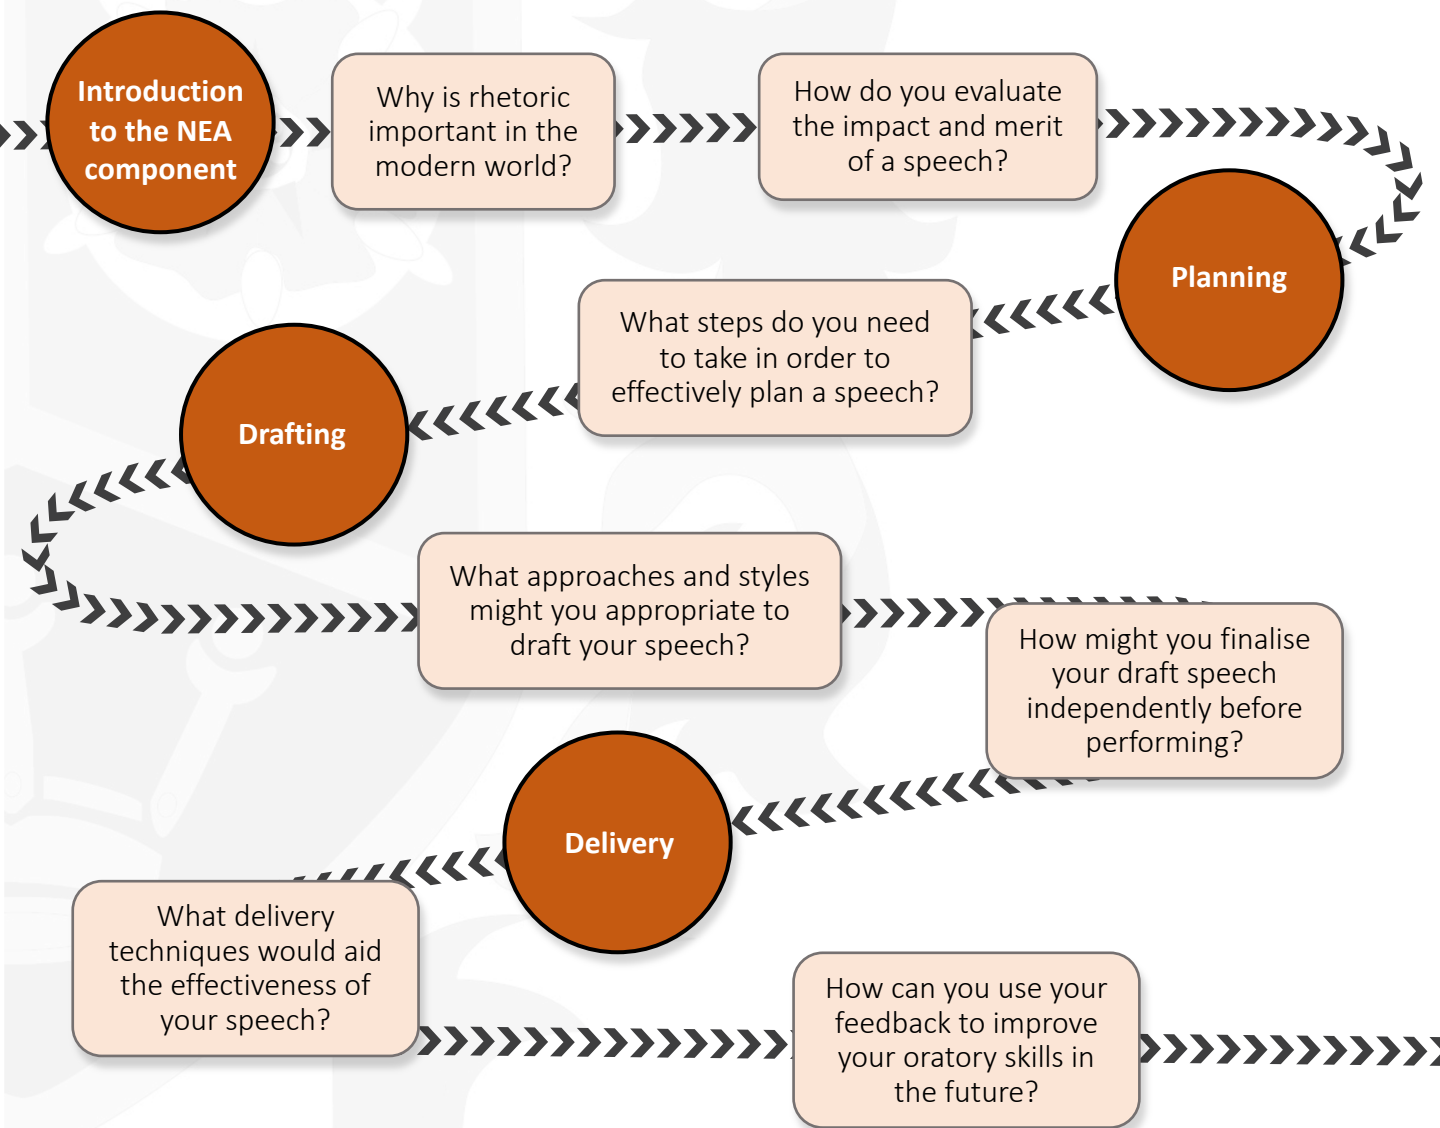 Introduction
to the NEA
component
Why is rhetoric
important in the
modern world?
How do you evaluate
the impact and merit
of a speech?
Planning
What steps do you need
to take in order to
effectively plan a speech?
Drafting
What approaches and styles
might you appropriate to
draft your speech?
How might you finalise
your draft speech
independently before
performing?
Delivery
What delivery
techniques would aid
the effectiveness of
your speech?
How can you use your
feedback to improve
your oratory skills in
the future?